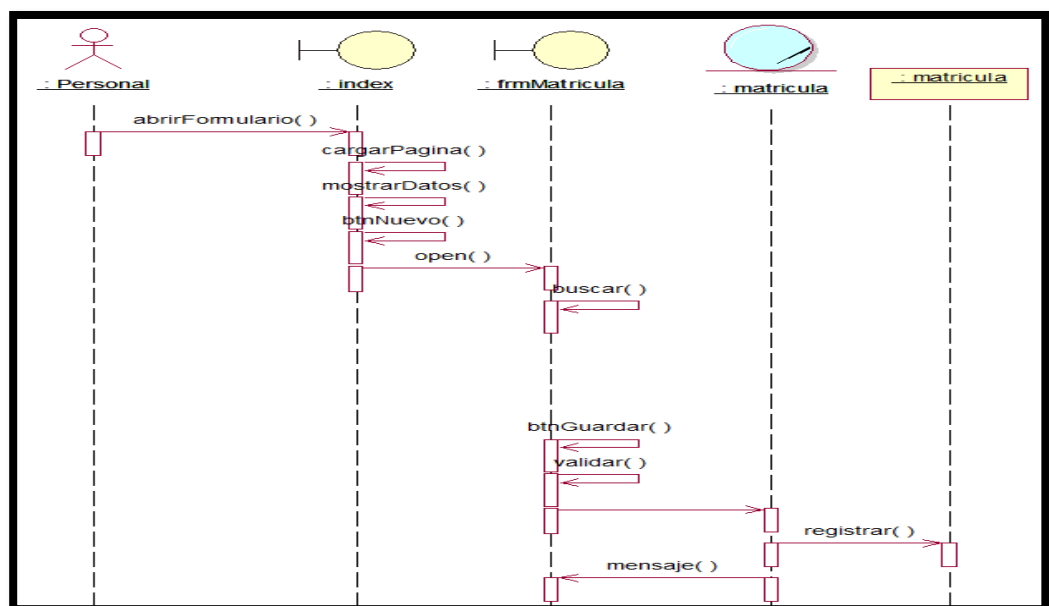 : Personal
: index
: frmMatricula
: matricula
: matricula
abrirFormulario( )
cargarPagina( )
mostrarDatos( )
btnNuevo( )
open( )
buscar( )
btnGuardar( )
validar( )
registrar( )
mensaje( )